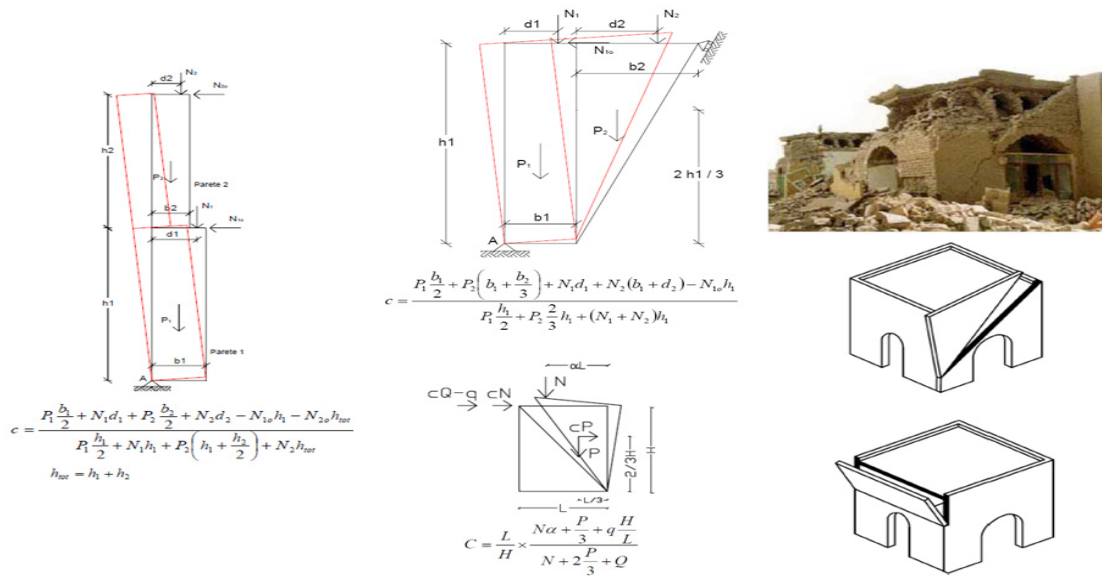 N₂
d2
N₂ₒ
h2
P₂
Parete 2
b2
N₁
N₁ₒ
d1
h1
P₁
Parete 1
b1
A
c = (P₁ b₁/2 + N₁d₁ + P₂ b₂/2 + N₂d₂ − N₁ₒh₁ − N₂ₒh_tot) / (P₁ h₁/2 + N₁h₁ + P₂(h₁ + h₂/2) + N₂h_tot)
h_tot = h₁ + h₂
d1
N₁
d2
N₂
N₁ₒ
b2
h1
P₂
P₁
2 h1 / 3
b1
A
c = (P₁ b₁/2 + P₂(b₁ + b₂/3) + N₁d₁ + N₂(b₁ + d₂) − N₁ₒh₁) / (P₁ h₁/2 + P₂ 2/3 h₁ + (N₁ + N₂)h₁)
αL
N
cQ-q
cN
cP
P
2/3H
H
L/3
L
C = L/H × (Nα + P/3 + q H/L) / (N + 2 P/3 + Q)